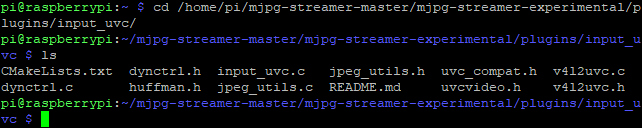 pi@raspberrypi:~ $ cd /home/pi/mjpg-streamer-master/mjpg-streamer-experimental/p
lugins/input_uvc/
pi@raspberrypi:~/mjpg-streamer-master/mjpg-streamer-experimental/plugins/input_u
vc $ ls
CMakeLists.txt dynctrl.h input_uvc.c jpeg_utils.h uvc_compat.h v4l2uvc.c
dynctrl.c huffman.h jpeg_utils.c README.md uvcvideo.h v4l2uvc.h
pi@raspberrypi:~/mjpg-streamer-master/mjpg-streamer-experimental/plugins/input_u
vc $